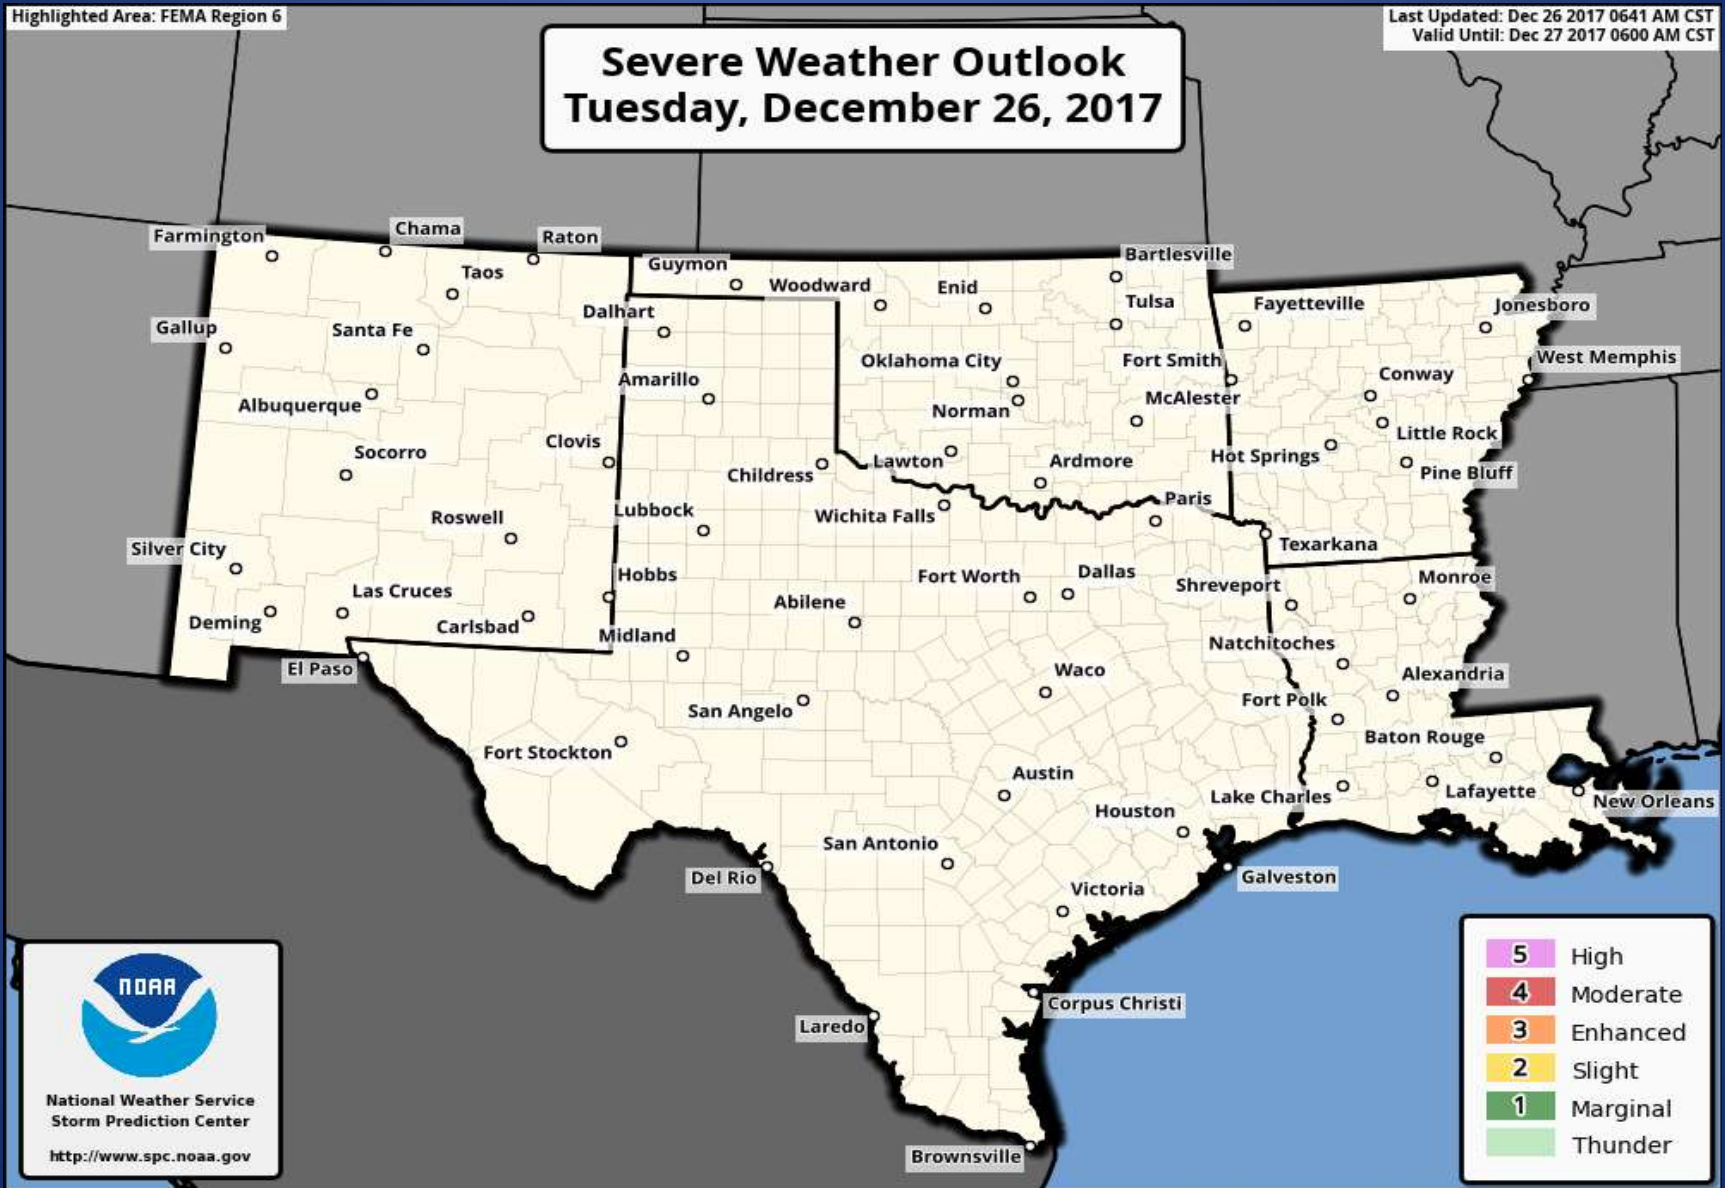 Highlighted Area: FEMA Region 6
Last Updated: Dec 26 2017 0641 AM CST
Valid Until: Dec 27 2017 0600 AM CST
Severe Weather Outlook
Tuesday, December 26, 2017
Farmington
Chama
Raton
Taos
Guymon
Woodward
Enid
Bartlesville
Tulsa
Fayetteville
Jonesboro
Gallup
Santa Fe
Dalhart
Oklahoma City
Fort Smith
West Memphis
Conway
Albuquerque
Amarillo
Norman
McAlester
Little Rock
Socorro
Clovis
Childress
Lawton
Ardmore
Hot Springs
Pine Bluff
Roswell
Lubbock
Wichita Falls
Paris
Texarkana
Silver City
Las Cruces
Hobbs
Abilene
Fort Worth
Dallas
Shreveport
Monroe
Deming
Carlsbad
Midland
Natchitoches
El Paso
San Angelo
Waco
Fort Polk
Alexandria
Fort Stockton
Austin
Baton Rouge
Houston
Lake Charles
Lafayette
New Orleans
San Antonio
Del Rio
Victoria
Galveston
Laredo
Corpus Christi
Brownsville
NOAA
National Weather Service
Storm Prediction Center
http://www.spc.noaa.gov
5 High
4 Moderate
3 Enhanced
2 Slight
1 Marginal
Thunder